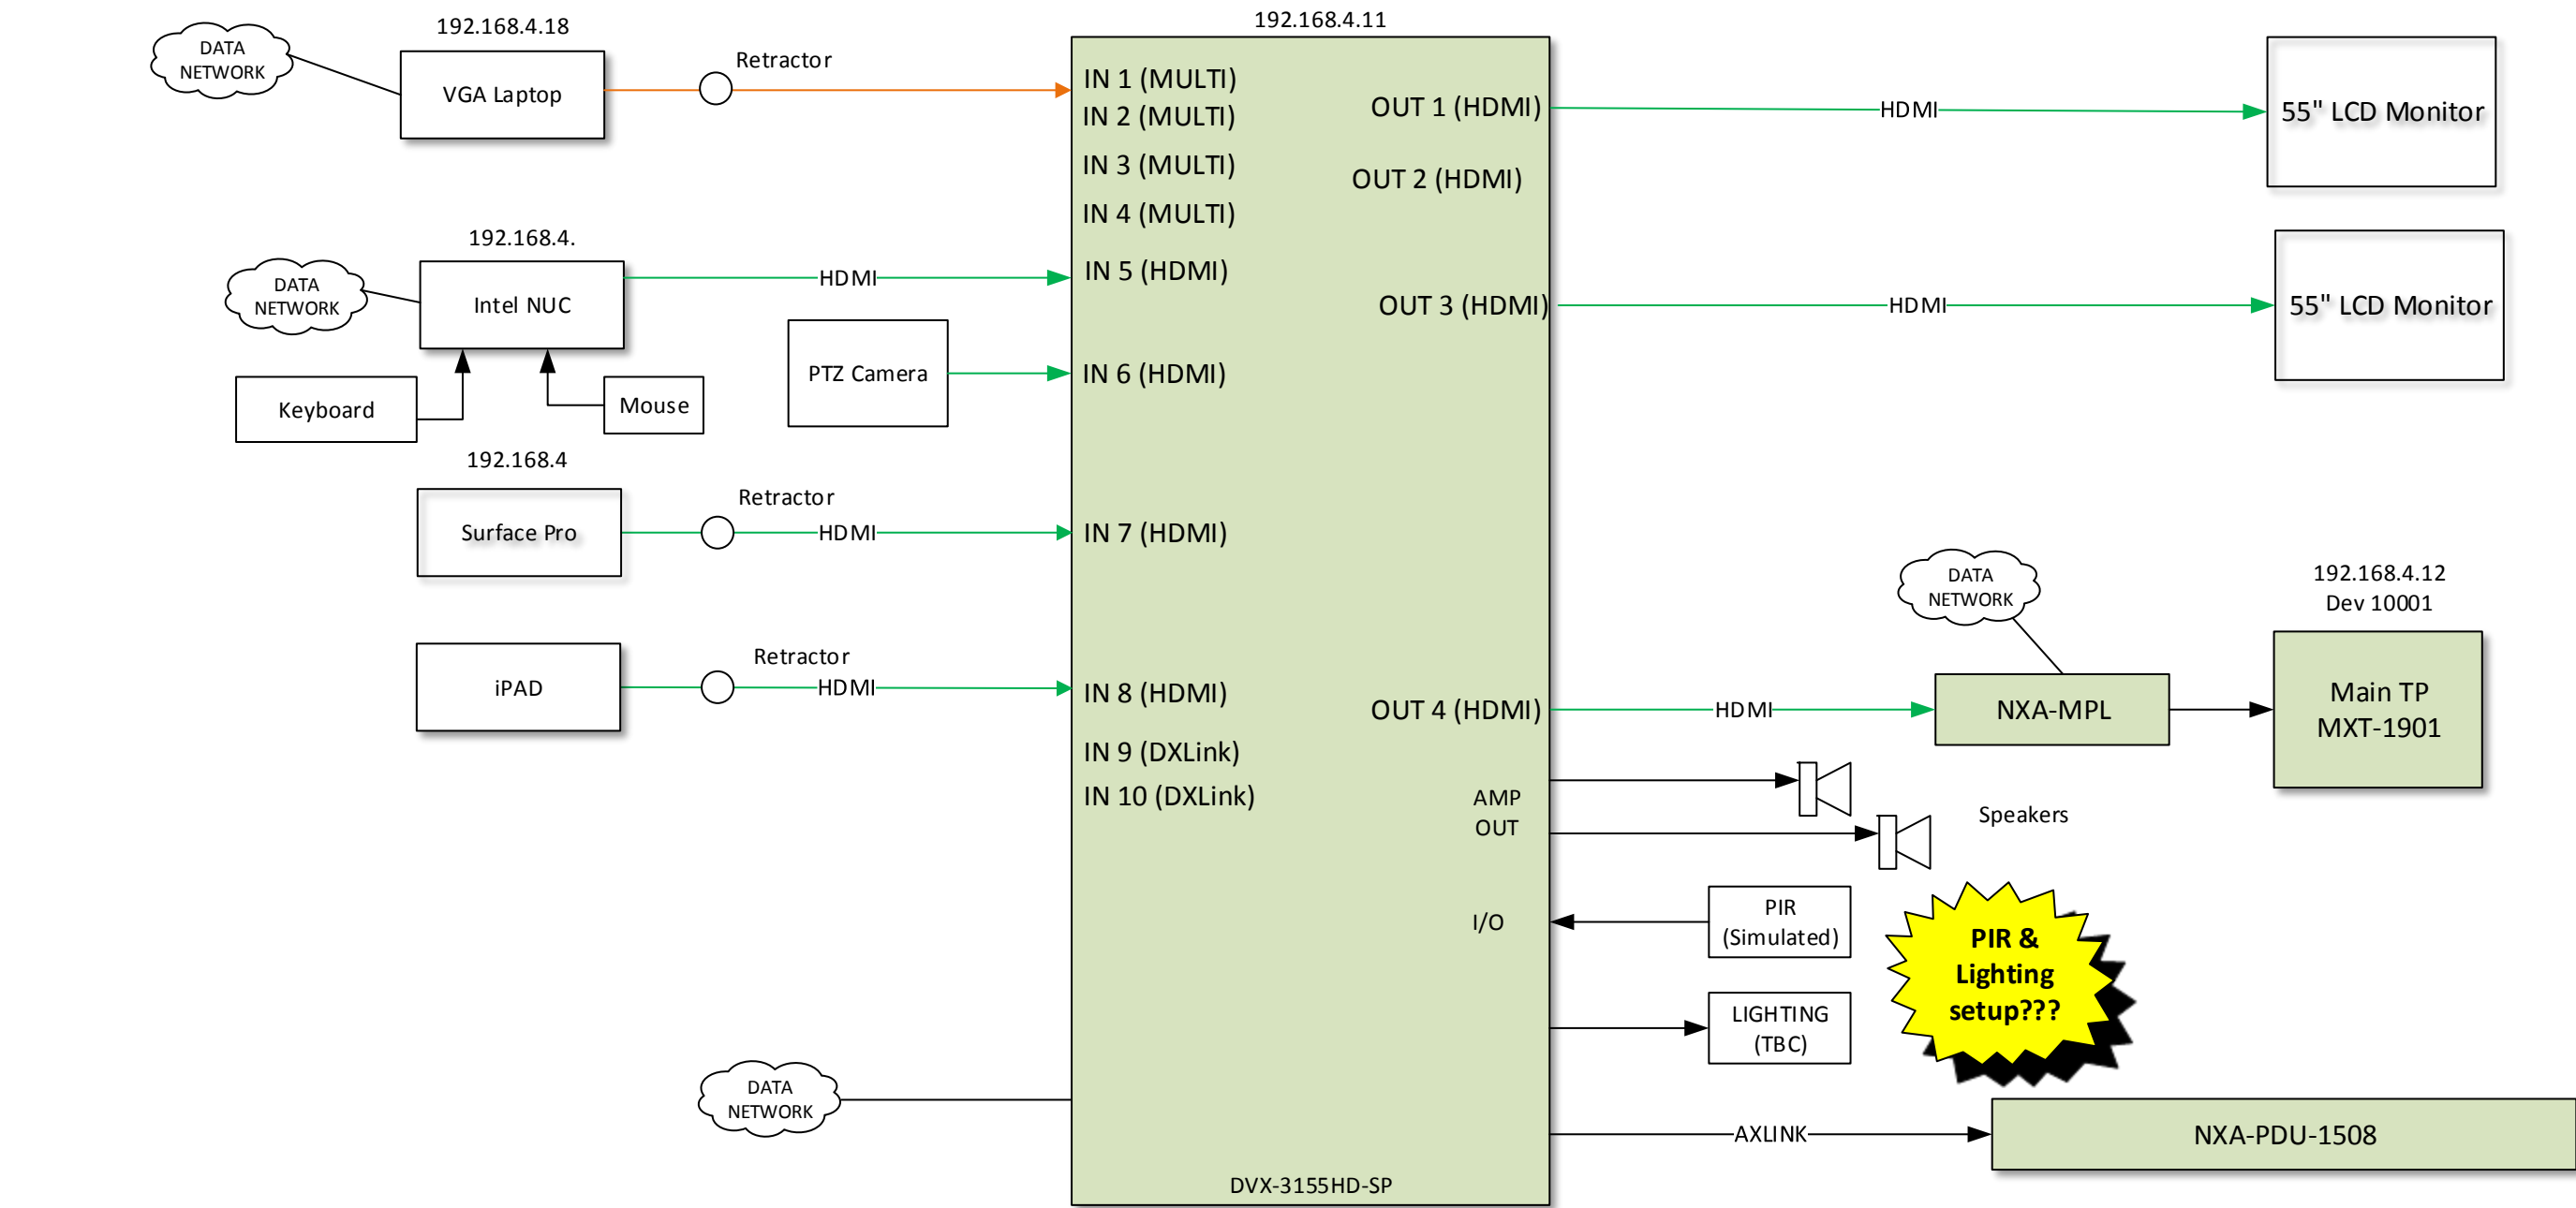 192.168.4.11
192.168.4.18
DATA
NETWORK
VGA Laptop
Retractor
IN 1 (MULTI)
IN 2 (MULTI)
IN 3 (MULTI)
IN 4 (MULTI)
OUT 1 (HDMI)
HDMI
55" LCD Monitor
OUT 2 (HDMI)
192.168.4.
DATA
NETWORK
Intel NUC
HDMI
IN 5 (HDMI)
OUT 3 (HDMI)
HDMI
55" LCD Monitor
Keyboard
Mouse
PTZ Camera
IN 6 (HDMI)
192.168.4
Surface Pro
Retractor
HDMI
IN 7 (HDMI)
DATA
NETWORK
192.168.4.12
Dev 10001
iPAD
Retractor
HDMI
IN 8 (HDMI)
OUT 4 (HDMI)
HDMI
NXA-MPL
Main TP
MXT-1901
IN 9 (DXLink)
IN 10 (DXLink)
AMP
OUT
Speakers
I/O
PIR
(Simulated)
PIR &
Lighting
setup???
LIGHTING
(TBC)
DATA
NETWORK
AXLINK
NXA-PDU-1508
DVX-3155HD-SP